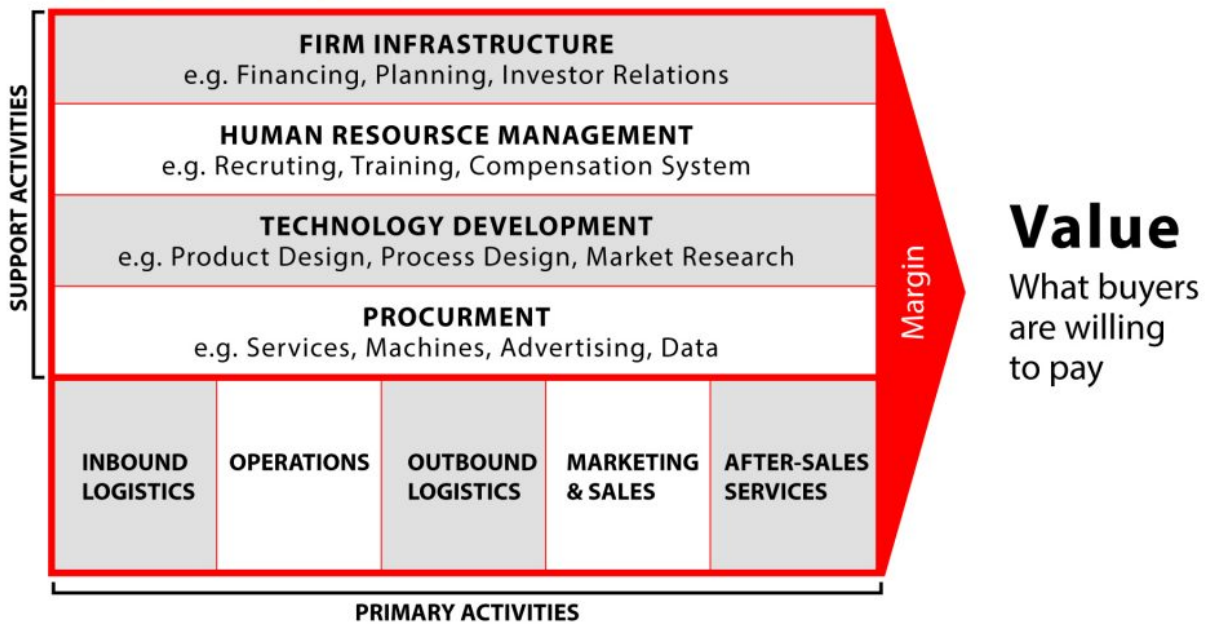 SUPPORT ACTIVITIES
FIRM INFRASTRUCTURE
e.g. Financing, Planning, Investor Relations
HUMAN RESOURSCE MANAGEMENT
e.g. Recruting, Training, Compensation System
TECHNOLOGY DEVELOPMENT
e.g. Product Design, Process Design, Market Research
PROCURMENT
e.g. Services, Machines, Advertising, Data
INBOUND
LOGISTICS
OPERATIONS
OUTBOUND
LOGISTICS
MARKETING
& SALES
AFTER-SALES
SERVICES
PRIMARY ACTIVITIES
Margin
Value
What buyers
are willing
to pay